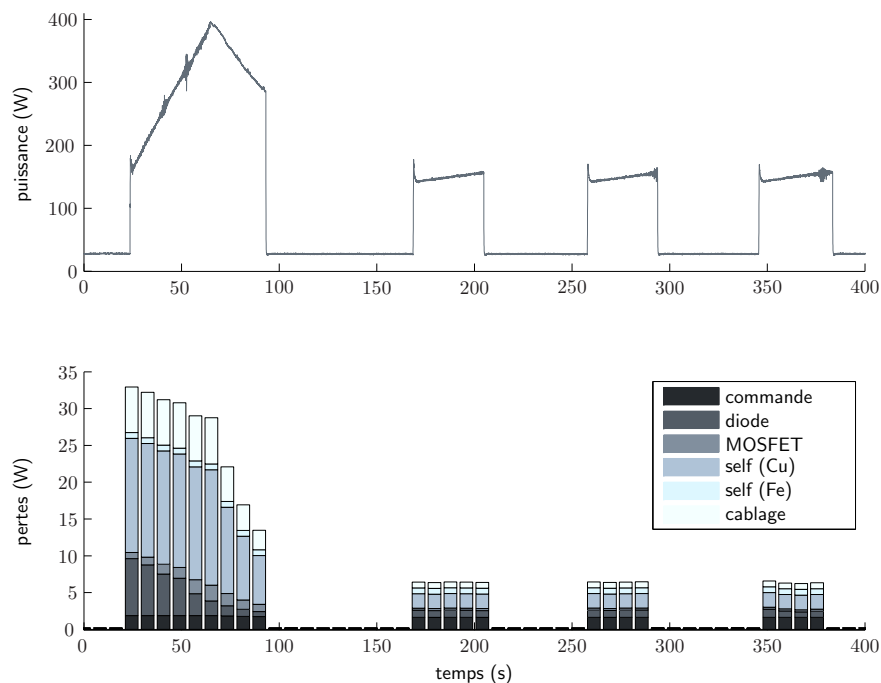 400
300
200
100
0
puissance (W)
0 50 100 150 200 250 300 350 400
35
30
25
20
15
10
5
0
pertes (W)
commande
diode
MOSFET
self (Cu)
self (Fe)
cablage
0 50 100 150 200 250 300 350 400
temps (s)